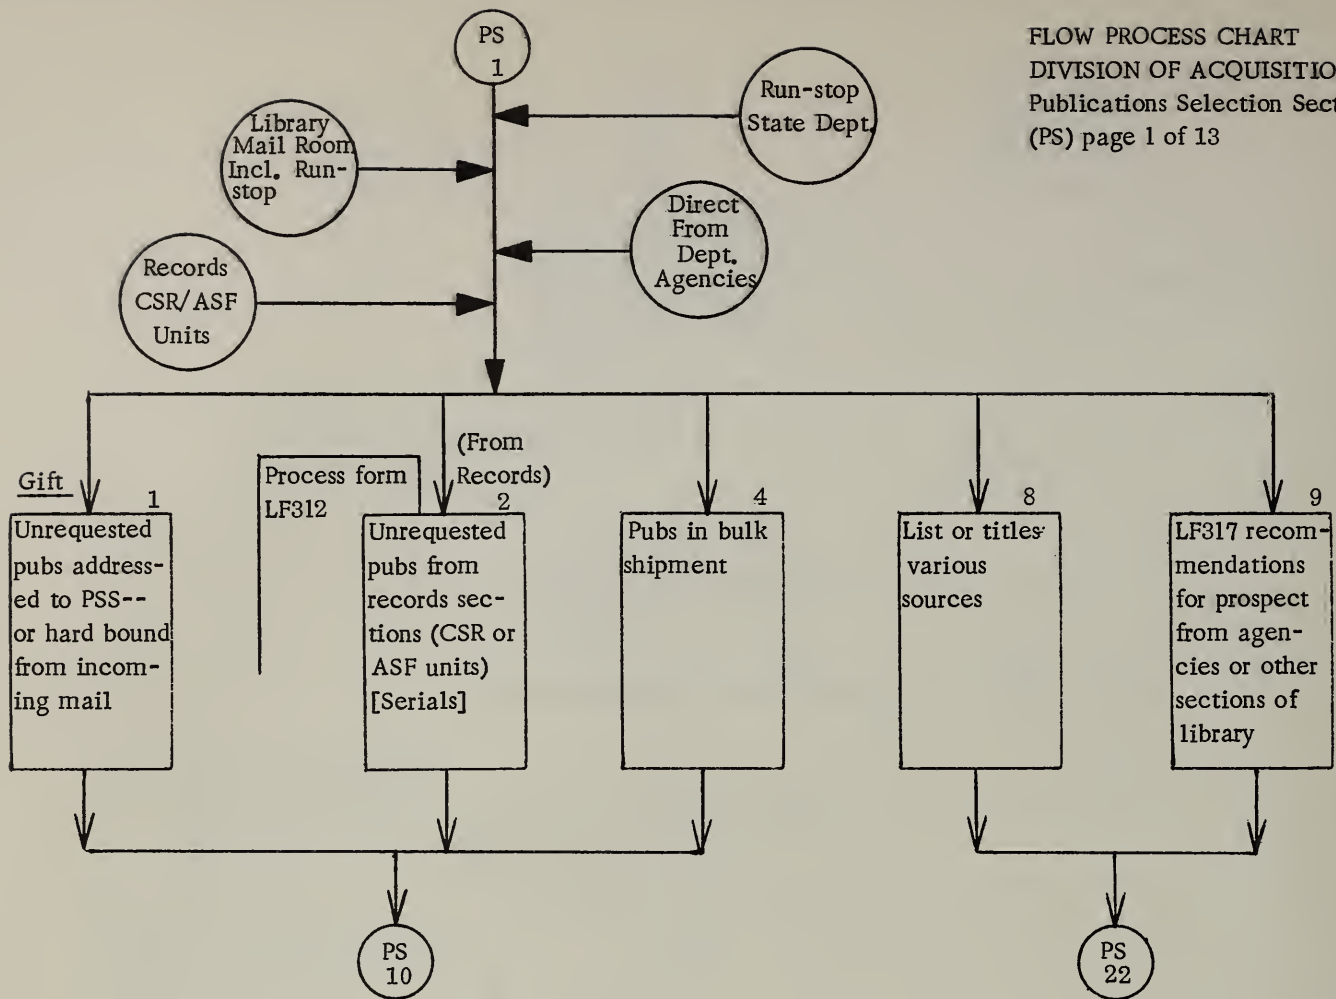 PS
1
FLOW PROCESS CHART
DIVISION OF ACQUISITIO
Publications Selection Sect
(PS) page 1 of 13
Run-stop
State Dept.
Library
Mail Room
Incl. Run-
stop
Direct
From
Dept.
Agencies
Records
CSR/ASF
Units
Gift
1
Unrequested
pubs address-
ed to PSS--
or hard bound
from incom-
ing mail
Process form
LF312
(From
Records)
2
Unrequested
pubs from
records sec-
tions (CSR or
ASF units)
[Serials]
4
Pubs in bulk
shipment
8
List or titles-
various
sources
9
LF317 recom-
mendations
for prospect
from agen-
cies or other
sections of
library
PS
10
PS
22